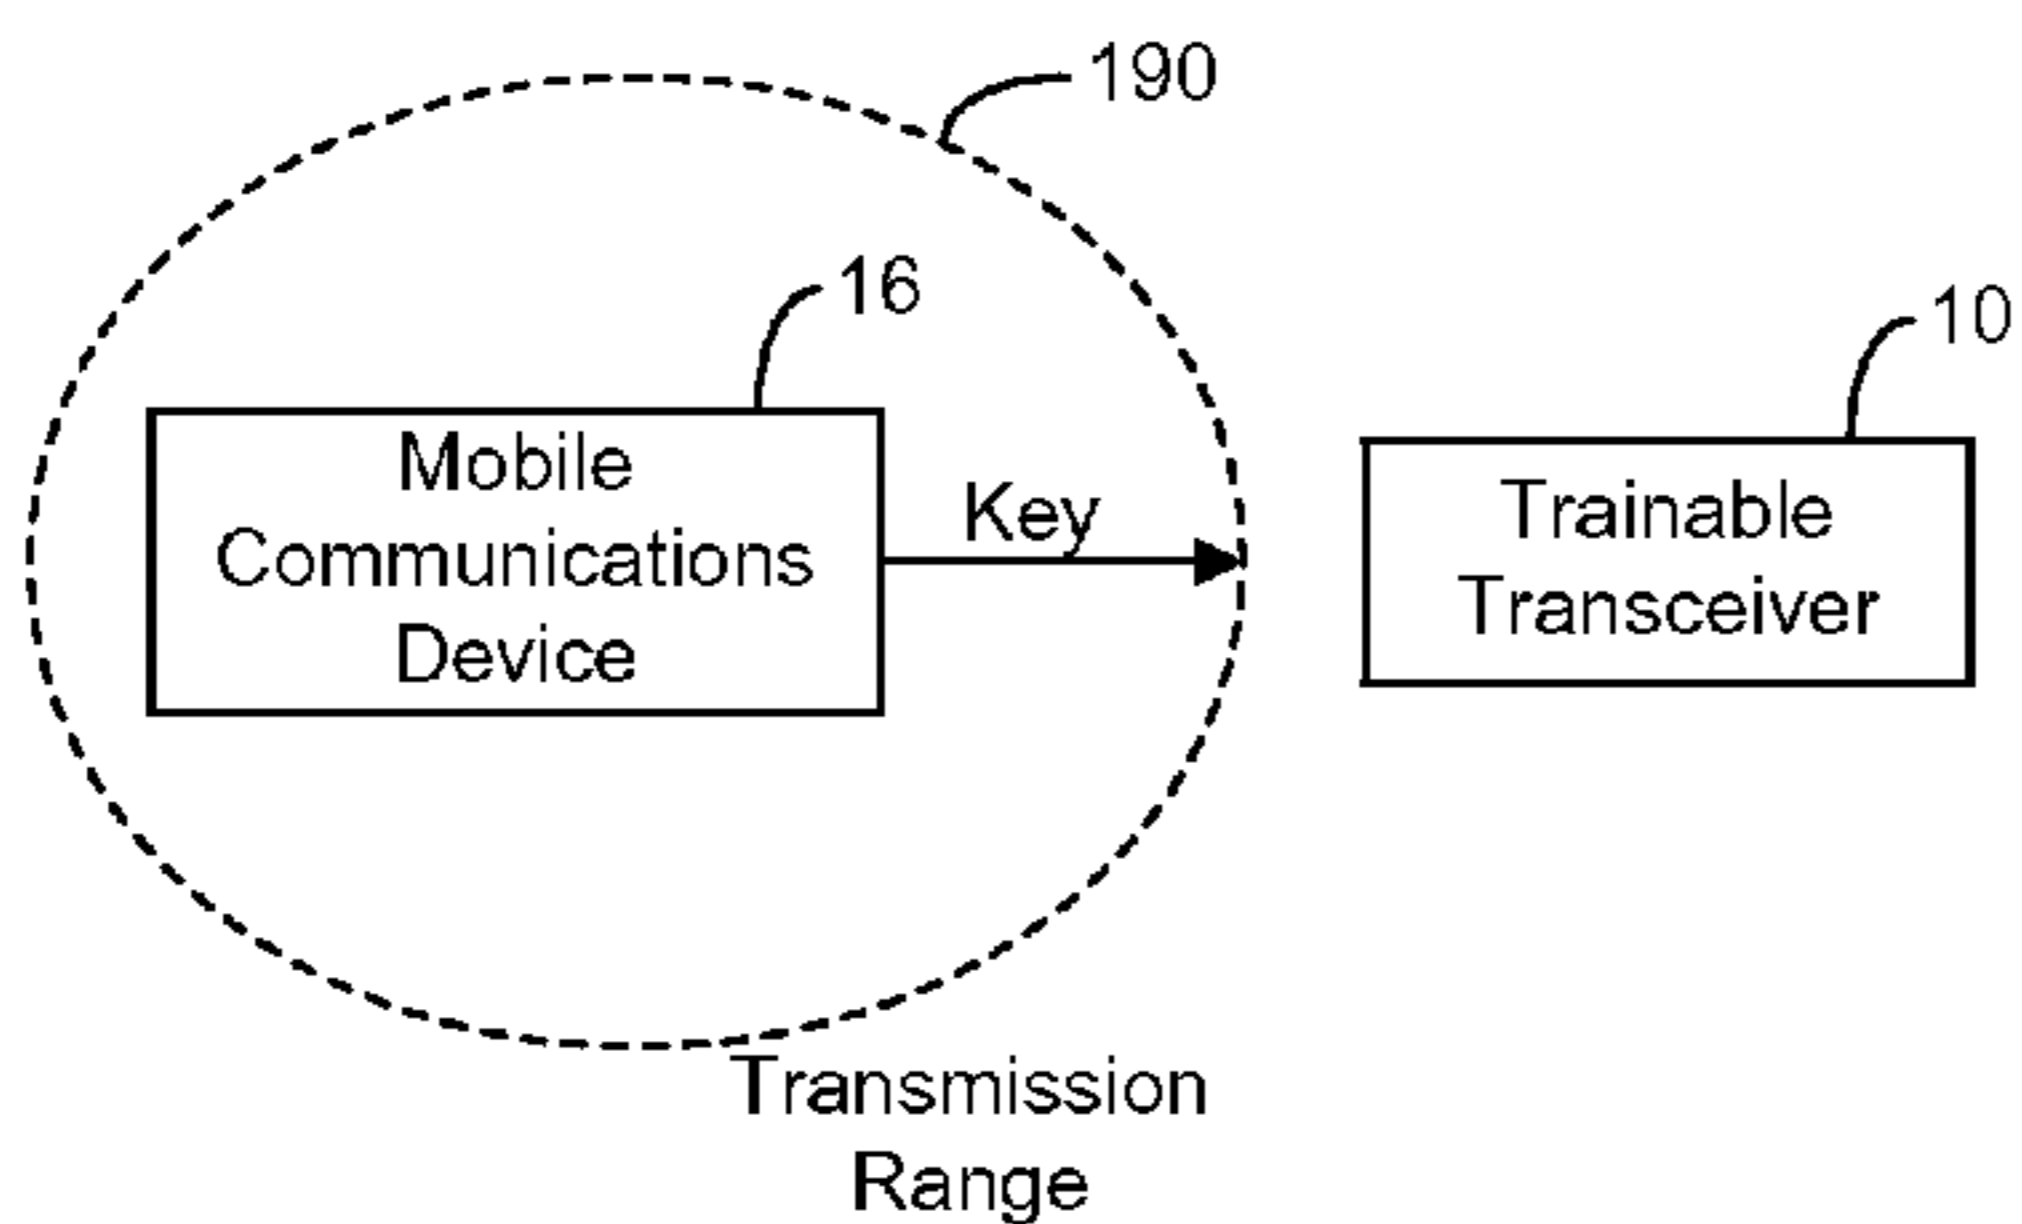 190
16
10
Mobile
Communications
Device
Key
Trainable
Transceiver
Transmission
Range